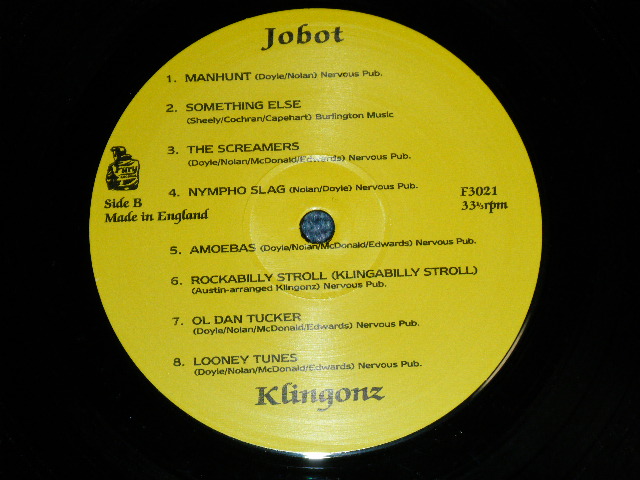 Jobot
1. MANHUNT (Doyle/Nolan) Nervous Pub.
2. SOMETHING ELSE
(Sheely/Cochran/Capehart) Burlington Music
3. THE SCREAMERS
(Doyle/Nolan/McDonald/Edwards) Nervous Pub.
4. NYMPHO SLAG (Nolan/Doyle) Nervous Pub.
Side B
Made in England
F3021
33⅓rpm
5. AMOEBAS (Doyle/Nolan/McDonald/Edwards) Nervous Pub.
6. ROCKABILLY STROLL (KLINGABILLY STROLL)
(Austin-arranged Klingonz) Nervous Pub.
7. OL DAN TUCKER
(Doyle/Nolan/McDonald/Edwards) Nervous Pub.
8. LOONEY TUNES
(Doyle/Nolan/McDonald/Edwards) Nervous Pub.
Klingonz